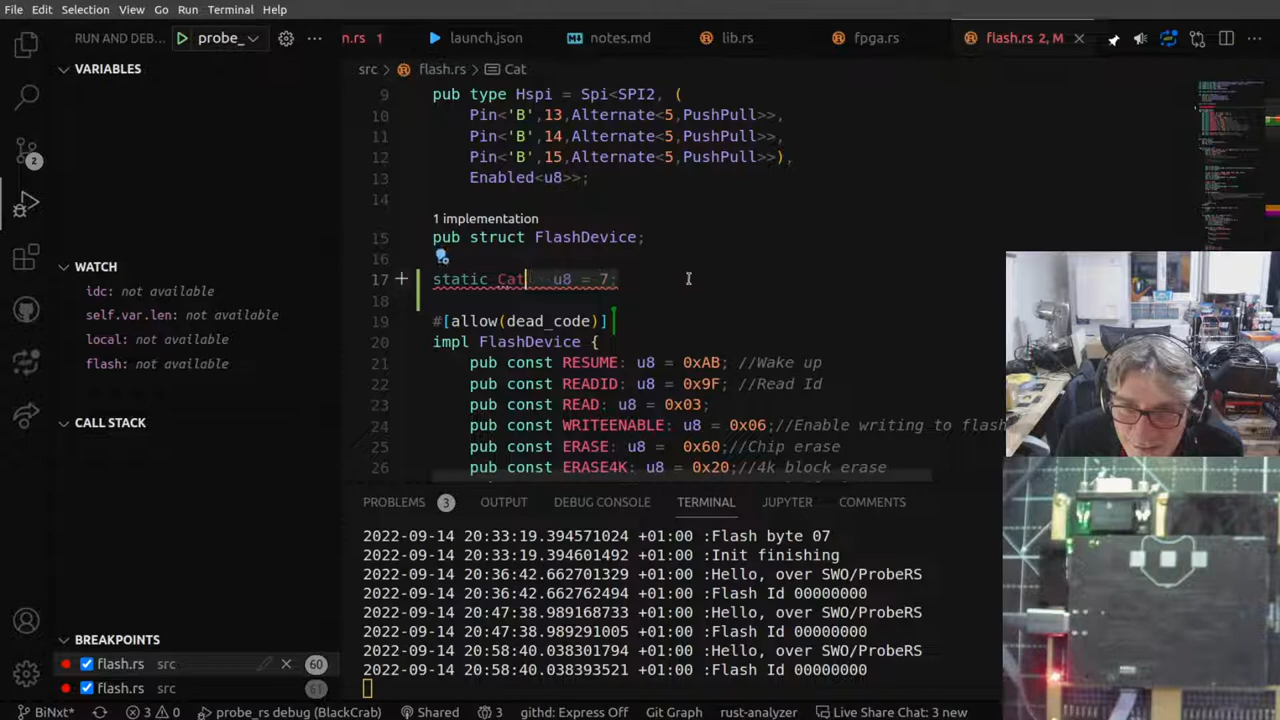 File Edit Selection View Go Run Terminal Help
RUN AND DEB... probe_ ... n.rs 1 launch.json notes.md lib.rs fpga.rs flash.rs 2, M
VARIABLES
src > flash.rs > Cat
9 pub type Hspi = Spi<SPI2, (
10 Pin<'B',13,Alternate<5,PushPull>>,
11 Pin<'B',14,Alternate<5,PushPull>>,
12 Pin<'B',15,Alternate<5,PushPull>>),
13 Enabled<u8>>;
14
1 implementation
15 pub struct FlashDevice;
16
17 static Cat: u8 = 7;
18
19 #[allow(dead_code)]
20 impl FlashDevice {
21 pub const RESUME: u8 = 0xAB; //Wake up
22 pub const READID: u8 = 0x9F; //Read Id
23 pub const READ: u8 = 0x03;
24 pub const WRITEENABLE: u8 = 0x06;//Enable writing to flash
25 pub const ERASE: u8 = 0x60;//Chip erase
26 pub const ERASE4K: u8 = 0x20;//4k block erase
2
WATCH
idc: not available
self.var.len: not available
local: not available
flash: not available
CALL STACK
PROBLEMS 3 OUTPUT DEBUG CONSOLE TERMINAL JUPYTER COMMENTS
2022-09-14 20:33:19.394571024 +01:00 :Flash byte 07
2022-09-14 20:33:19.394601492 +01:00 :Init finishing
2022-09-14 20:36:42.662701329 +01:00 :Hello, over SWO/ProbeRS
2022-09-14 20:36:42.662762494 +01:00 :Flash Id 00000000
2022-09-14 20:47:38.989168733 +01:00 :Hello, over SWO/ProbeRS
2022-09-14 20:47:38.989291005 +01:00 :Flash Id 00000000
2022-09-14 20:58:40.038301794 +01:00 :Hello, over SWO/ProbeRS
2022-09-14 20:58:40.038393521 +01:00 :Flash Id 00000000
BREAKPOINTS
flash.rs src 60
flash.rs src 61
BiNxt* 3 0 probe_rs debug (BlackCrab) Shared 3 githd: Express Full Git Graph rust-analyzer Live Share Chat: 3 new